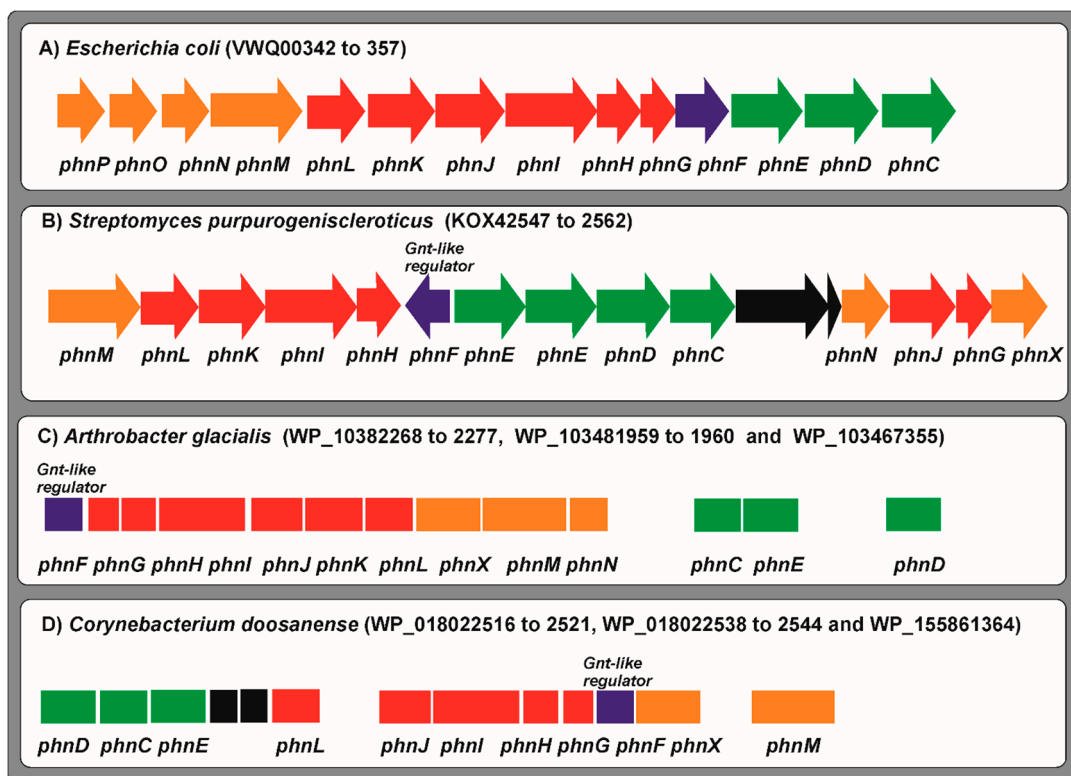 A) Escherichia coli (VWQ00342 to 357)
phnP phnO phnN phnM phnL phnK phnJ phnI phnH phnG phnF phnE phnD phnC
B) Streptomyces purpurogeniscleroticus (KOX42547 to 2562)
Gnt-like
regulator
phnM phnL phnK phnI phnH phnF phnE phnE phnD phnC phnN phnJ phnG phnX
C) Arthrobacter glacialis (WP_10382268 to 2277, WP_103481959 to 1960 and WP_103467355)
Gnt-like
regulator
phnF phnG phnH phnI phnJ phnK phnL phnX phnM phnN phnC phnE phnD
D) Corynebacterium doosanense (WP_018022516 to 2521, WP_018022538 to 2544 and WP_155861364)
Gnt-like
regulator
phnD phnC phnE phnL phnJ phnI phnH phnG phnF phnX phnM